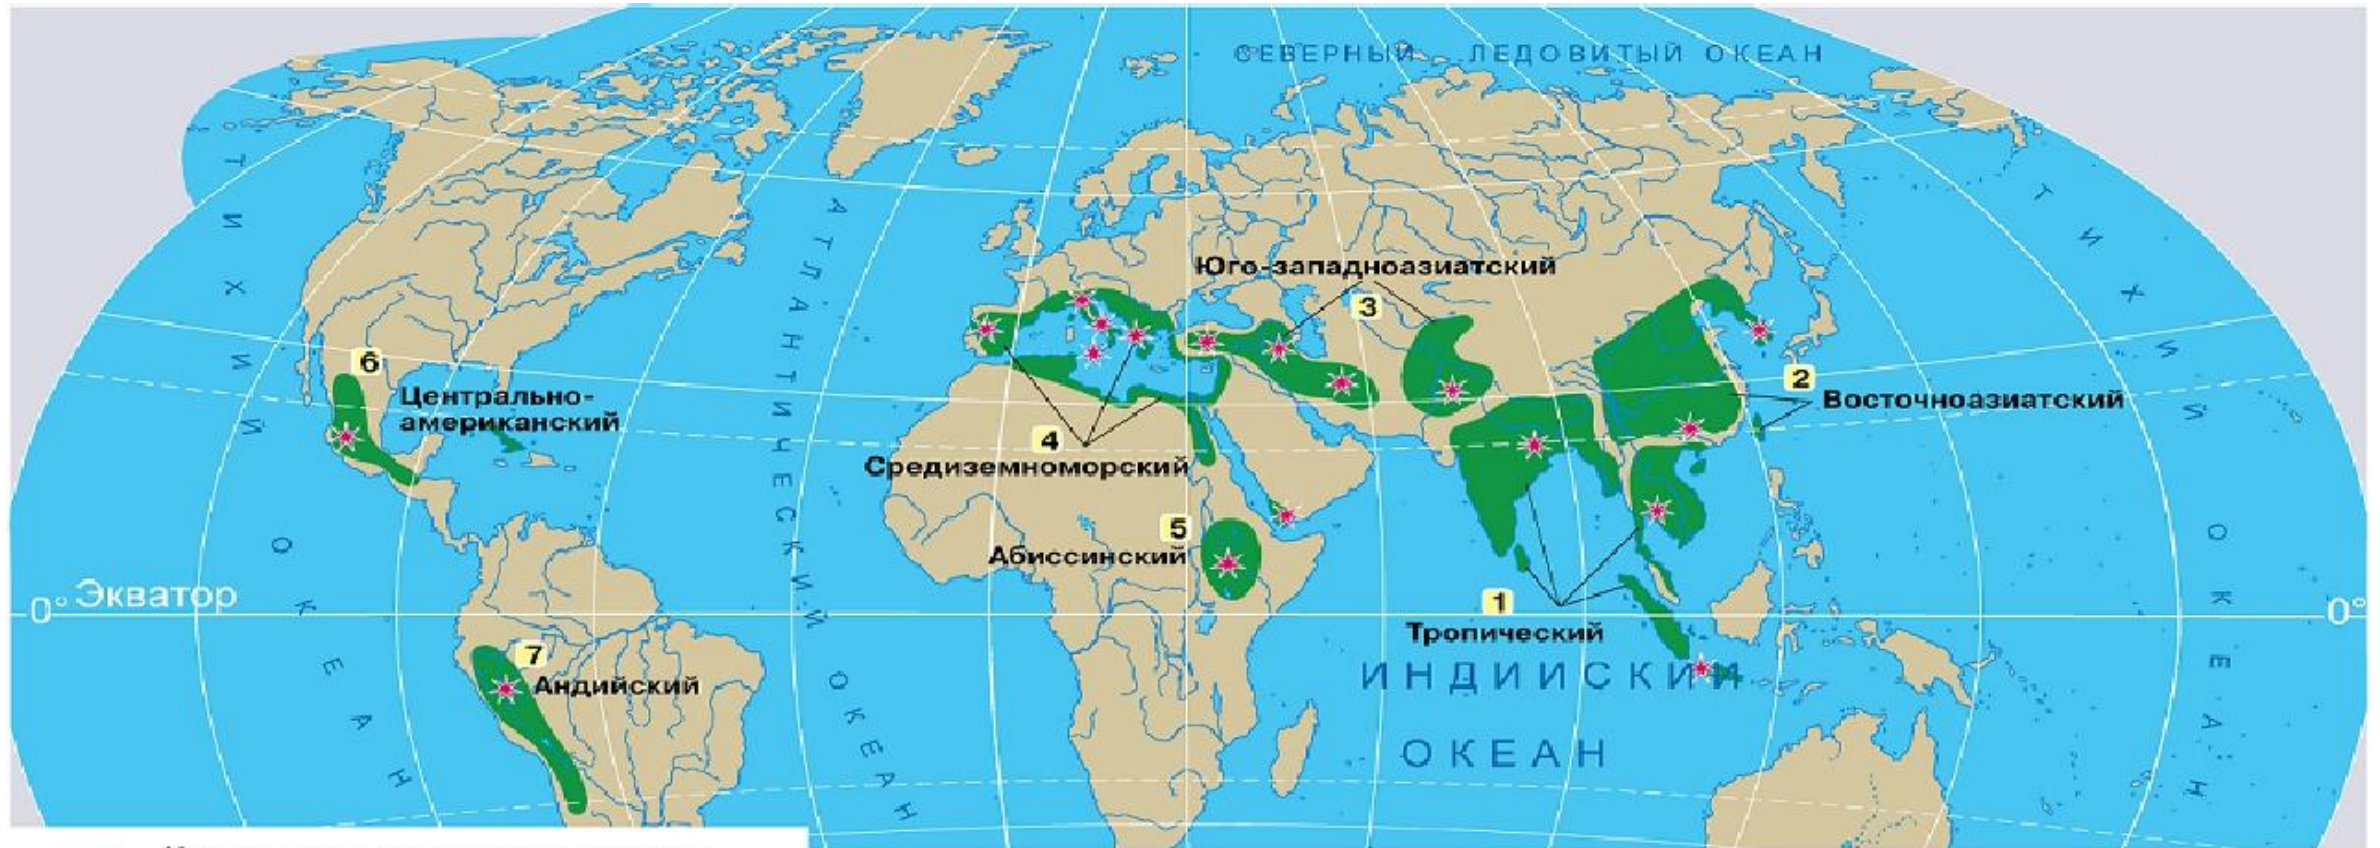 СЕВЕРНЫЙ ЛЕДОВИТЫЙ ОКЕАН
ТИХИЙ
ОКЕАН
АТЛАНТИЧЕСКИЙ
ОКЕАН
ТИХИЙ
ОКЕАН
Юго-западноазиатский
3
6
Центрально-
американский
2
Восточноазиатский
4
Средиземноморский
5
Абиссинский
0° Экватор
0°
1
Тропический
ИНДИЙСКИЙ
ОКЕАН
7
Андийский